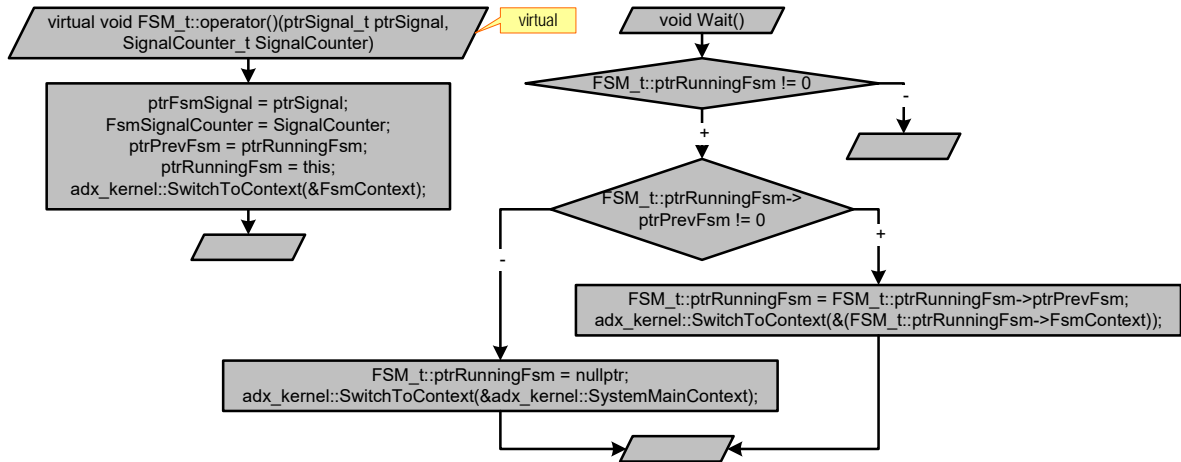 virtual void FSM_t::operator()(ptrSignal_t ptrSignal,
SignalCounter_t SignalCounter)
virtual
ptrFsmSignal = ptrSignal;
FsmSignalCounter = SignalCounter;
ptrPrevFsm = ptrRunningFsm;
ptrRunningFsm = this;
adx_kernel::SwitchToContext(&FsmContext);
void Wait()
FSM_t::ptrRunningFsm != 0
-
+
FSM_t::ptrRunningFsm->
ptrPrevFsm != 0
+
-
FSM_t::ptrRunningFsm = FSM_t::ptrRunningFsm->ptrPrevFsm;
adx_kernel::SwitchToContext(&(FSM_t::ptrRunningFsm->FsmContext));
FSM_t::ptrRunningFsm = nullptr;
adx_kernel::SwitchToContext(&adx_kernel::SystemMainContext);